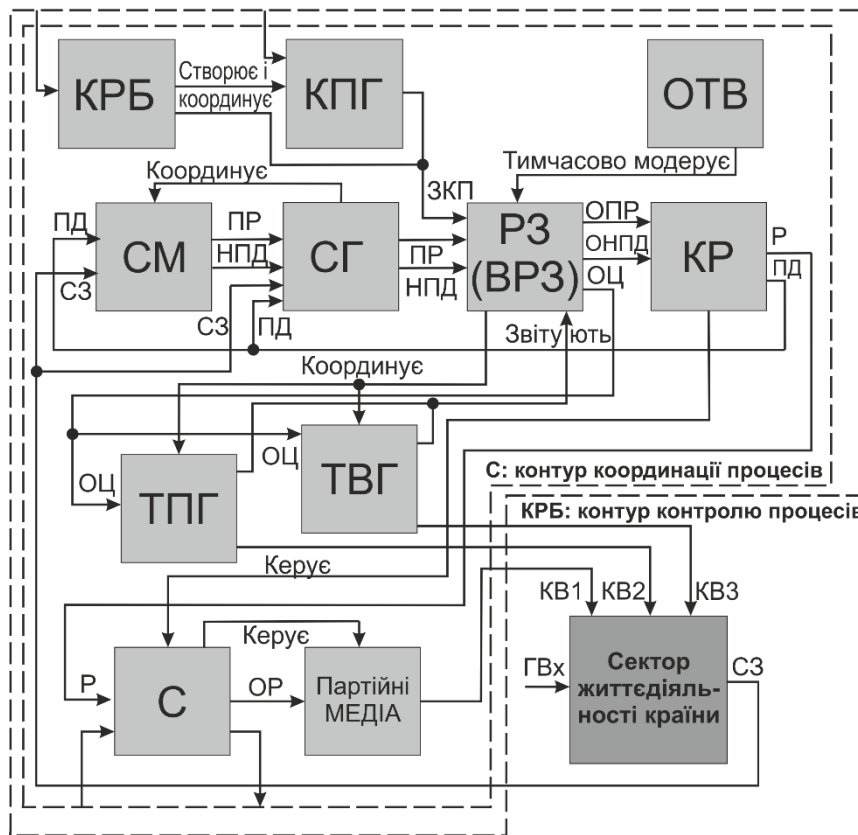 КРБ
Створює і
координує
КПГ
ОТВ
Тимчасово модерує
Координує
ЗКП
ПД
СМ
ПР
НПД
СГ
ПР
НПД
РЗ
(ВРЗ)
ОПР
ОНПД
ОЦ
КР
Р
ПД
СЗ
СЗ
ПД
Звітують
Координує
ОЦ
ТПГ
ОЦ
ТВГ
С: контур координації процесів
КРБ: контур контролю процесів
Керує
КВ1
КВ2
КВ3
Керує
Р
С
ОР
Партійні
МЕДІА
ГВх
Сектор
життєдіяль-
ності країни
СЗ